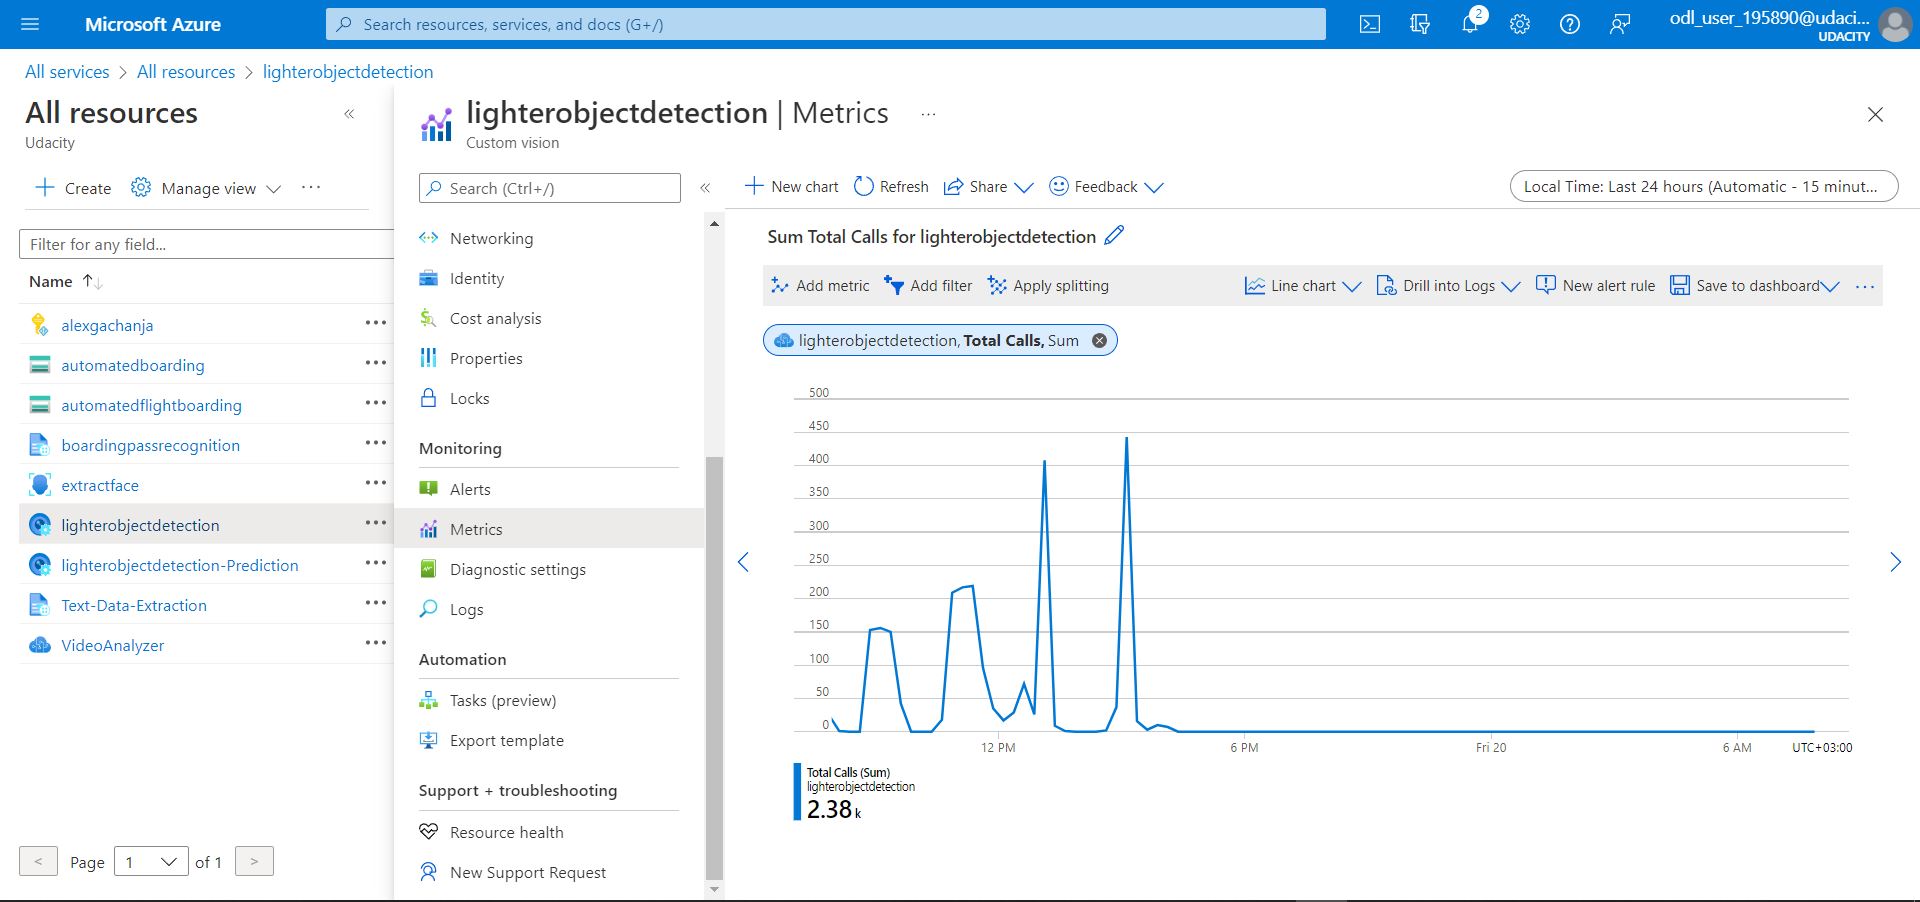 Microsoft Azure
Search resources, services, and docs (G+/)
2
odl_user_195890@udaci...
UDACITY
All services > All resources > lighterobjectdetection
All resources
«
Udacity
Create
Manage view
...
Filter for any field...
Name
alexgachanja
automatedboarding
automatedflightboarding
boardingpassrecognition
extractface
lighterobjectdetection
lighterobjectdetection-Prediction
Text-Data-Extraction
VideoAnalyzer
< Page 1 of 1 >
lighterobjectdetection | Metrics
...
Custom vision
Search (Ctrl+/)
«
Networking
Identity
Cost analysis
Properties
Locks
Monitoring
Alerts
Metrics
Diagnostic settings
Logs
Automation
Tasks (preview)
Export template
Support + troubleshooting
Resource health
New Support Request
New chart
Refresh
Share
Feedback
Local Time: Last 24 hours (Automatic - 15 minut...
Sum Total Calls for lighterobjectdetection
Add metric
Add filter
Apply splitting
Line chart
Drill into Logs
New alert rule
Save to dashboard
...
lighterobjectdetection, Total Calls, Sum
500
450
400
350
300
250
200
150
100
50
0
12 PM
6 PM
Fri 20
6 AM
UTC+03:00
Total Calls (Sum)
lighterobjectdetection
2.38 k